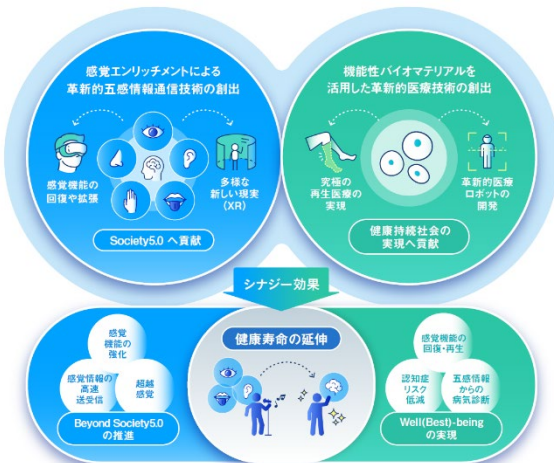 感覚エンリッチメントによる
革新的五感情報通信技術の創出
感覚機能の
回復や拡張
多様な
新しい現実
(XR)
Society5.0 へ貢献
機能性バイオマテリアルを
活用した革新的医療技術の創出
究極の
再生医療の
実現
革新的医療
ロボットの
開発
健康持続社会の
実現へ貢献
シナジー効果
感覚
機能の
強化
感覚情報の
高速
送受信
超越
感覚
Beyond Society5.0
の推進
健康寿命の延伸
感覚機能の
回復・再生
認知症
リスク
低減
五感情報
からの
病気診断
Well(Best)-being
の実現